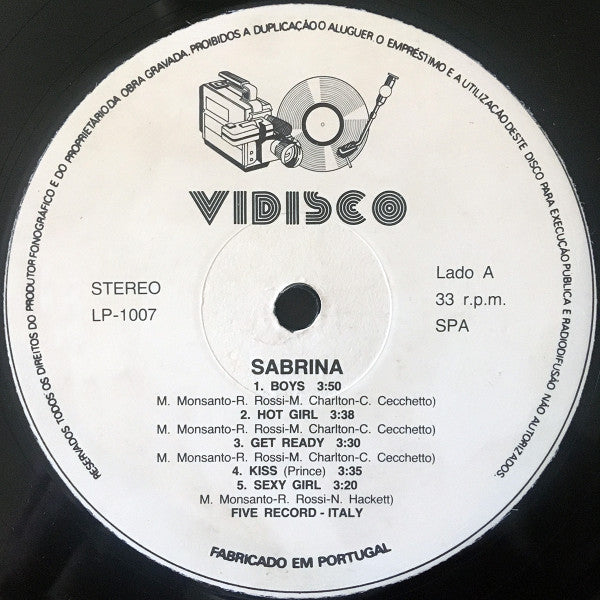 RESERVADOS TODOS OS DIREITOS DO PRODUTOR FONOGRÁFICO E DO PROPRIETÁRIO DA OBRA GRAVADA. PROIBIDOS A DUPLICAÇÃO O ALUGUER O EMPRÉSTIMO E A UTILIZAÇÃO DESTE DISCO PARA EXECUÇÃO PUBLICA E RADIODIFUSÃO NÃO AUTORIZADOS.
VIDISCO
STEREO
LP-1007
Lado A
33 r.p.m.
SPA
SABRINA
1. BOYS 3:50
M. Monsanto-R. Rossi-M. Charlton-C. Cecchetto)
2. HOT GIRL 3:38
M. Monsanto-R. Rossi-M. Charlton-C. Cecchetto)
3. GET READY 3:30
M. Monsanto-R. Rossi-M. Charlton-C. Cecchetto)
4. KISS (Prince) 3:35
5. SEXY GIRL 3:20
M. Monsanto-R. Rossi-N. Hackett)
FIVE RECORD - ITALY
FABRICADO EM PORTUGAL